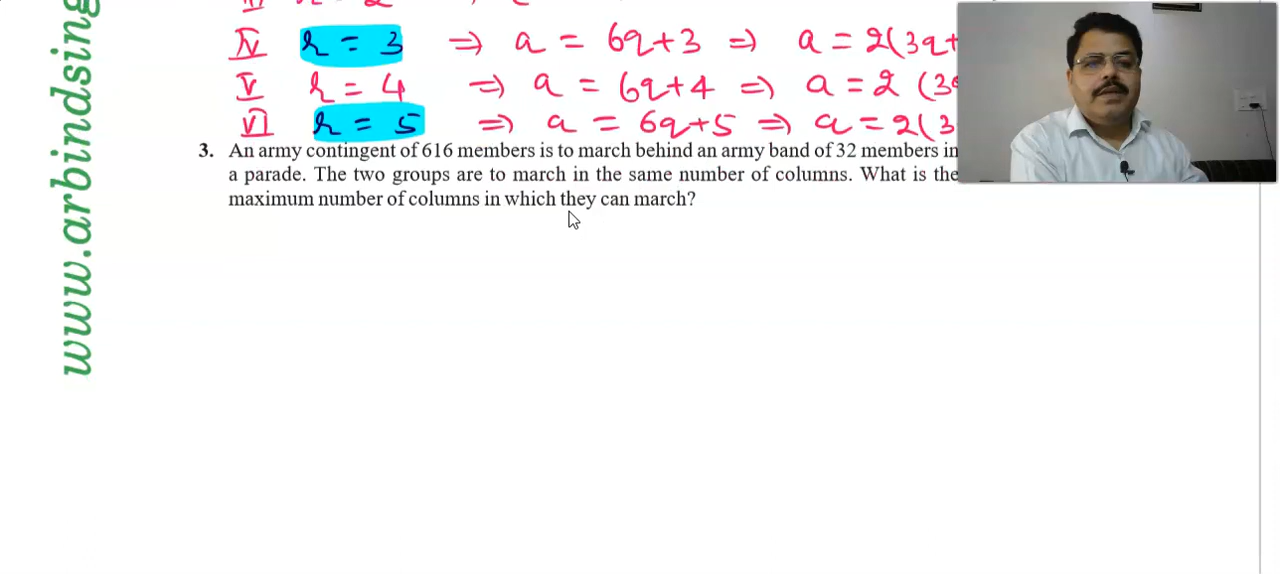 IV r = 3 ⇒ a = 6q+3 ⇒ a = 2(3q+
V r = 4 ⇒ a = 6q+4 ⇒ a = 2 (3
VI r = 5 ⇒ a = 6q+5 ⇒ a = 2(3
3. An army contingent of 616 members is to march behind an army band of 32 members in
a parade. The two groups are to march in the same number of columns. What is the
maximum number of columns in which they can march?
www.arbindsing